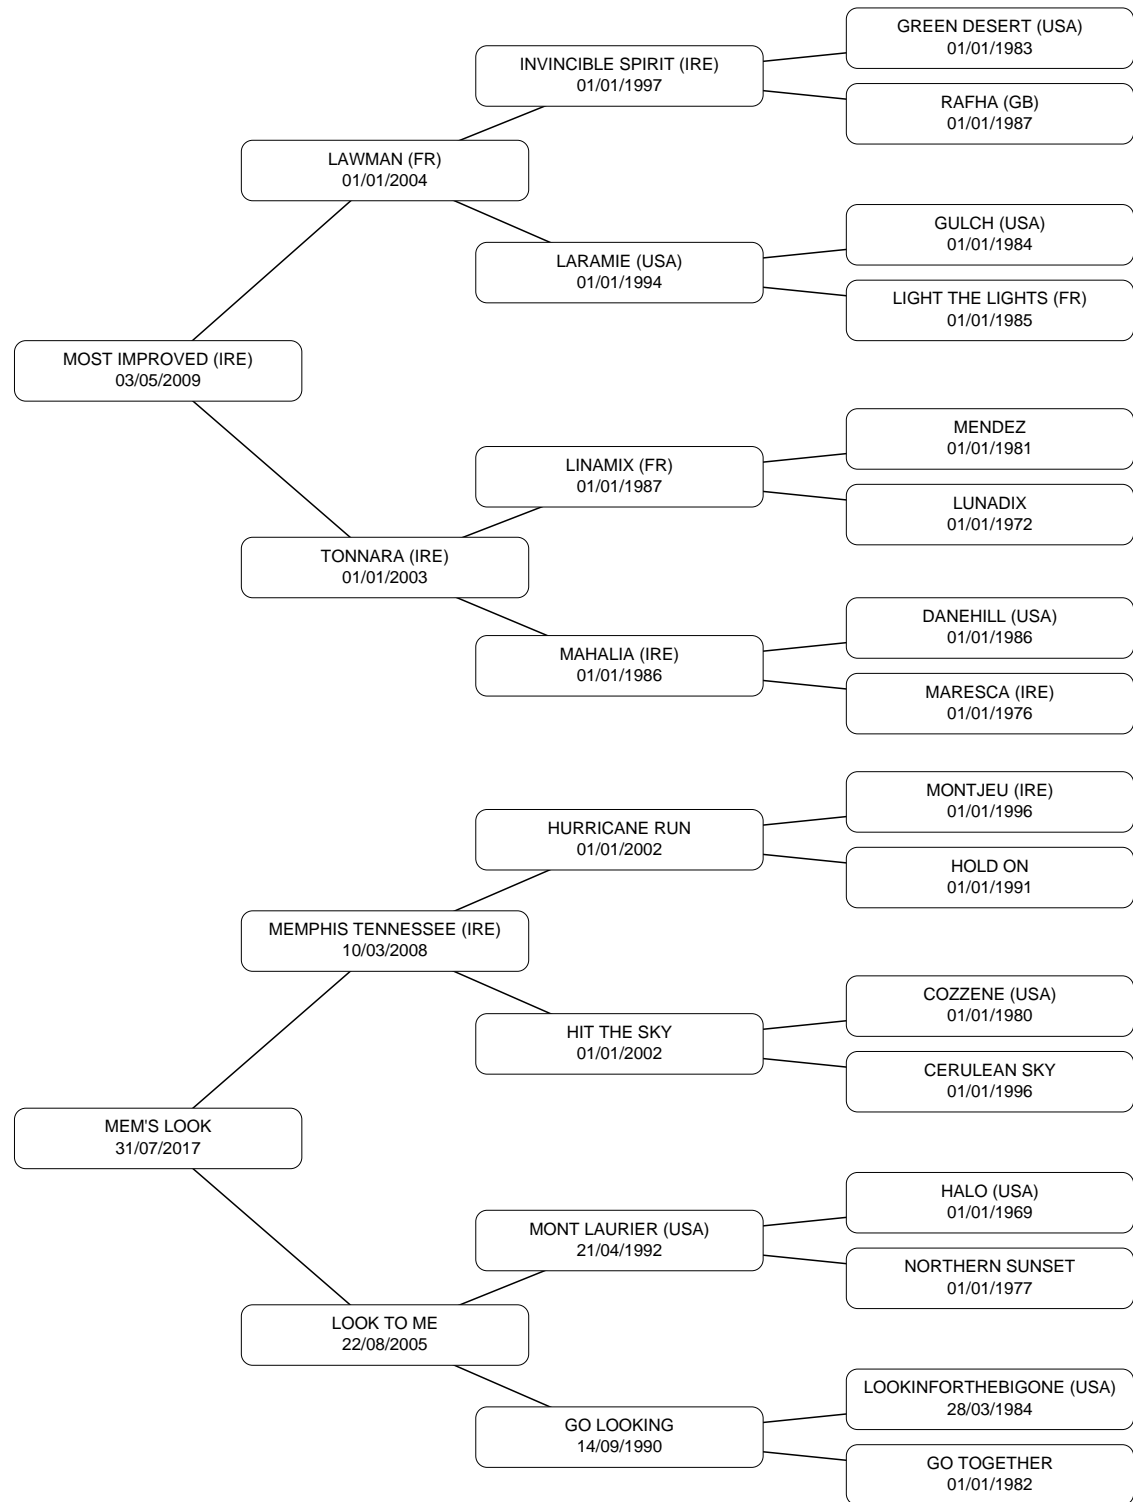 GREEN DESERT (USA)
01/01/1983
INVINCIBLE SPIRIT (IRE)
01/01/1997
RAFHA (GB)
01/01/1987
LAWMAN (FR)
01/01/2004
GULCH (USA)
01/01/1984
LARAMIE (USA)
01/01/1994
LIGHT THE LIGHTS (FR)
01/01/1985
MOST IMPROVED (IRE)
03/05/2009
MENDEZ
01/01/1981
LINAMIX (FR)
01/01/1987
LUNADIX
01/01/1972
TONNARA (IRE)
01/01/2003
DANEHILL (USA)
01/01/1986
MAHALIA (IRE)
01/01/1986
MARESCA (IRE)
01/01/1976
MONTJEU (IRE)
01/01/1996
HURRICANE RUN
01/01/2002
HOLD ON
01/01/1991
MEMPHIS TENNESSEE (IRE)
10/03/2008
COZZENE (USA)
01/01/1980
HIT THE SKY
01/01/2002
CERULEAN SKY
01/01/1996
MEM'S LOOK
31/07/2017
HALO (USA)
01/01/1969
MONT LAURIER (USA)
21/04/1992
NORTHERN SUNSET
01/01/1977
LOOK TO ME
22/08/2005
LOOKINFORTHEBIGONE (USA)
28/03/1984
GO LOOKING
14/09/1990
GO TOGETHER
01/01/1982